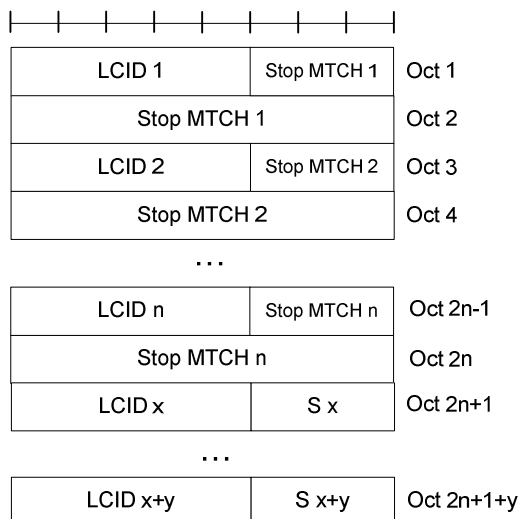 LCID 1 Stop MTCH 1 Oct 1
Stop MTCH 1 Oct 2
LCID 2 Stop MTCH 2 Oct 3
Stop MTCH 2 Oct 4
...
LCID n Stop MTCH n Oct 2n-1
Stop MTCH n Oct 2n
LCID x S x Oct 2n+1
...
LCID x+y S x+y Oct 2n+1+y